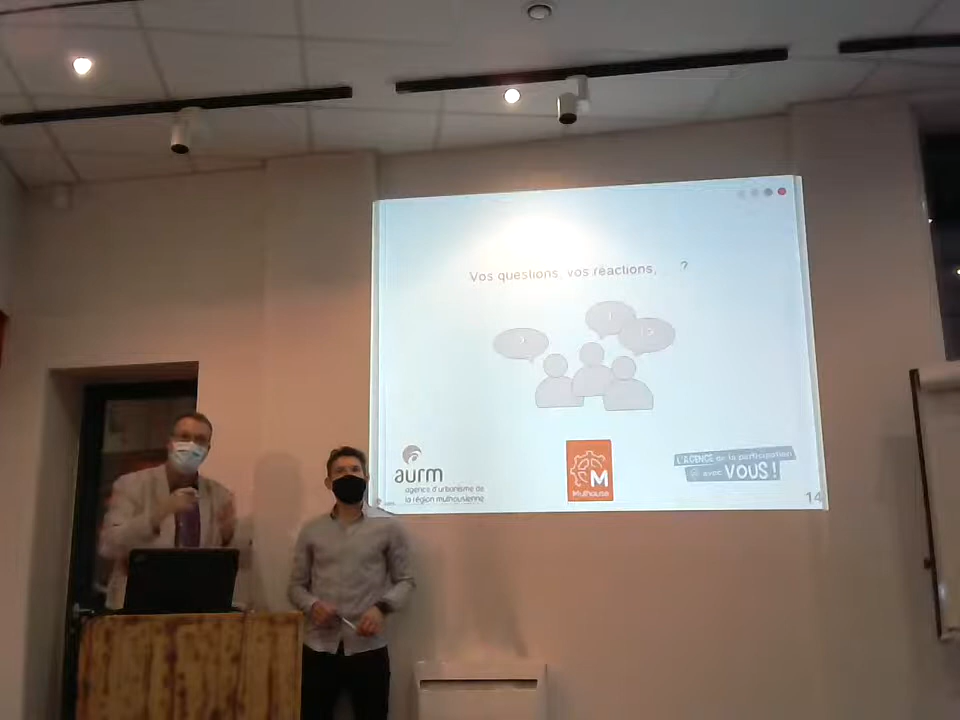 Vos questions, vos réactions, ?
?
!
?
aurm
agence d'urbanisme de
la région mulhousienne
M
Mulhouse
L'AGENCE de la participation
avec VOUS !
14